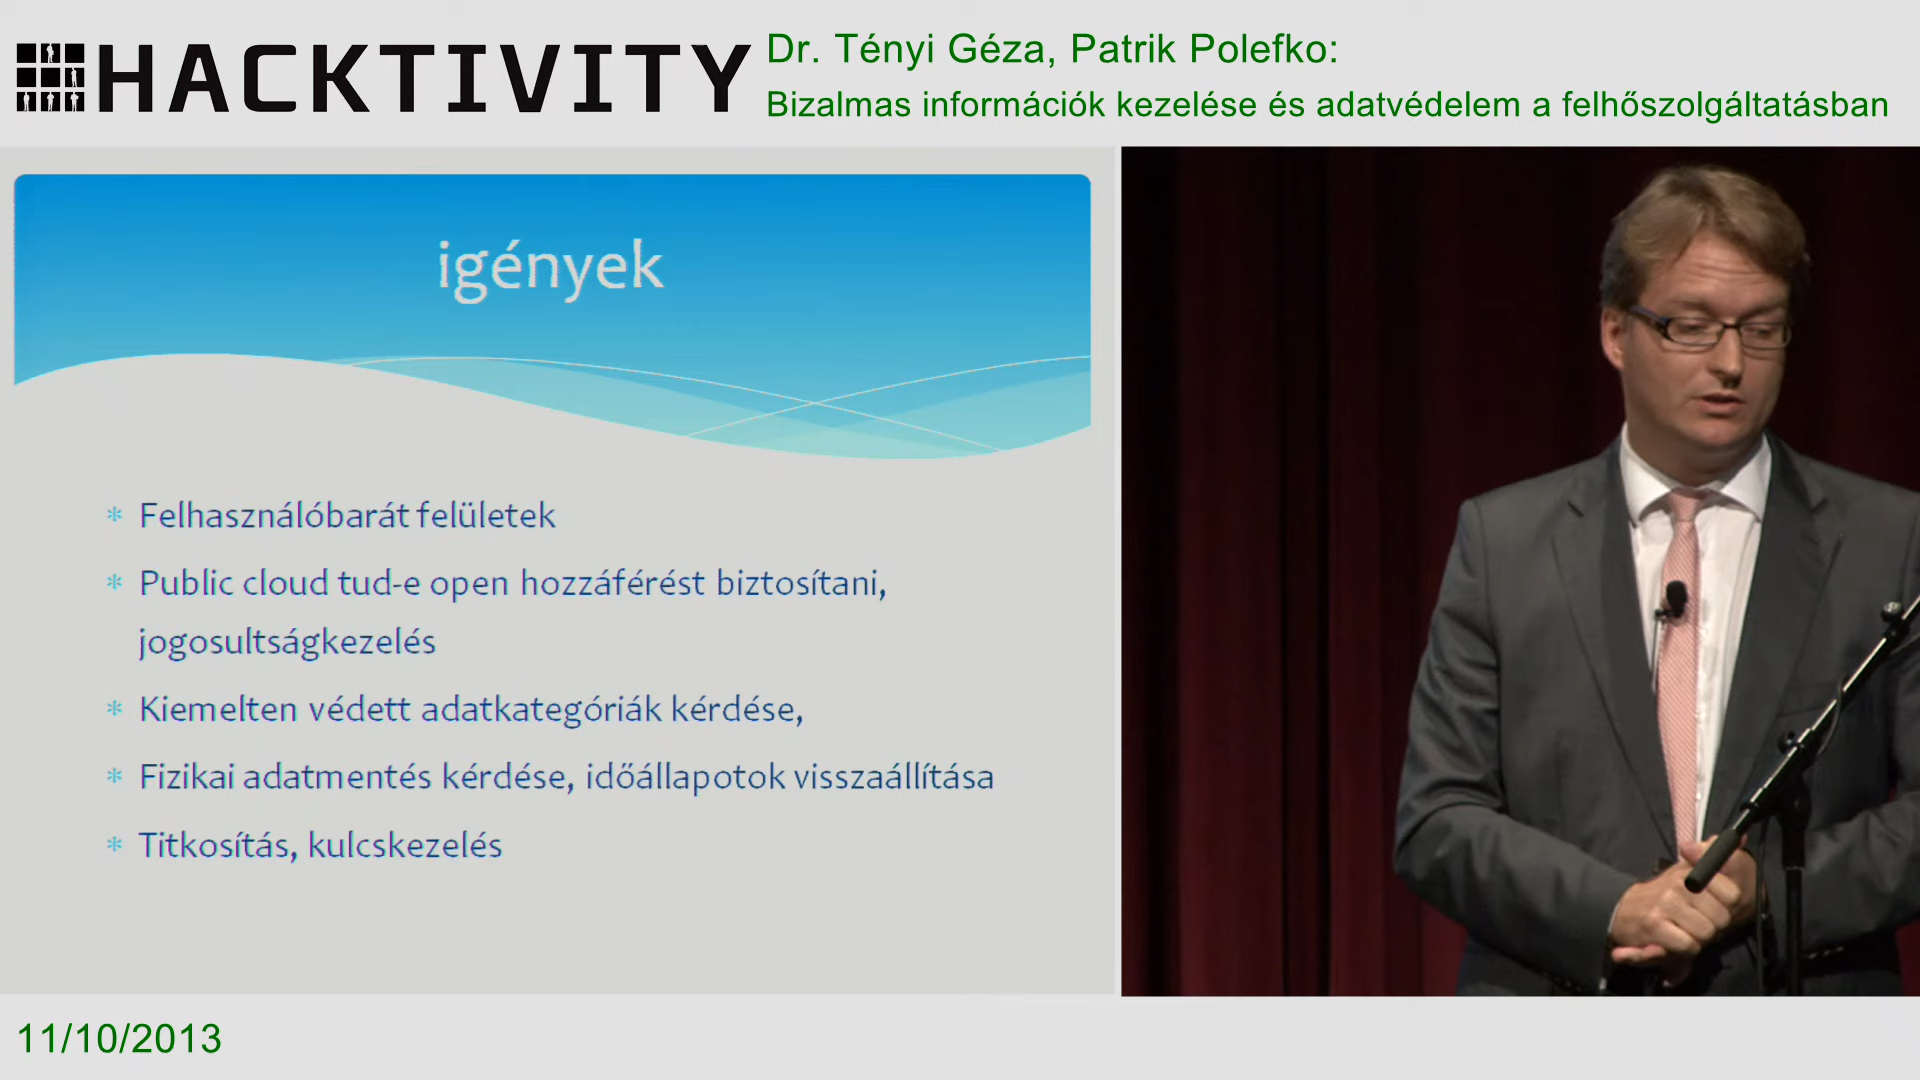 HACKTIVITY
Dr. Tényi Géza, Patrik Polefko:
Bizalmas információk kezelése és adatvédelem a felhőszolgáltatásban
igények
* Felhasználóbarát felületek
* Public cloud tud-e open hozzáférést biztosítani,
jogosultságkezelés
* Kiemelten védett adatkategóriák kérdése,
* Fizikai adatmentés kérdése, időállapotok visszaállítása
* Titkosítás, kulcskezelés
11/10/2013